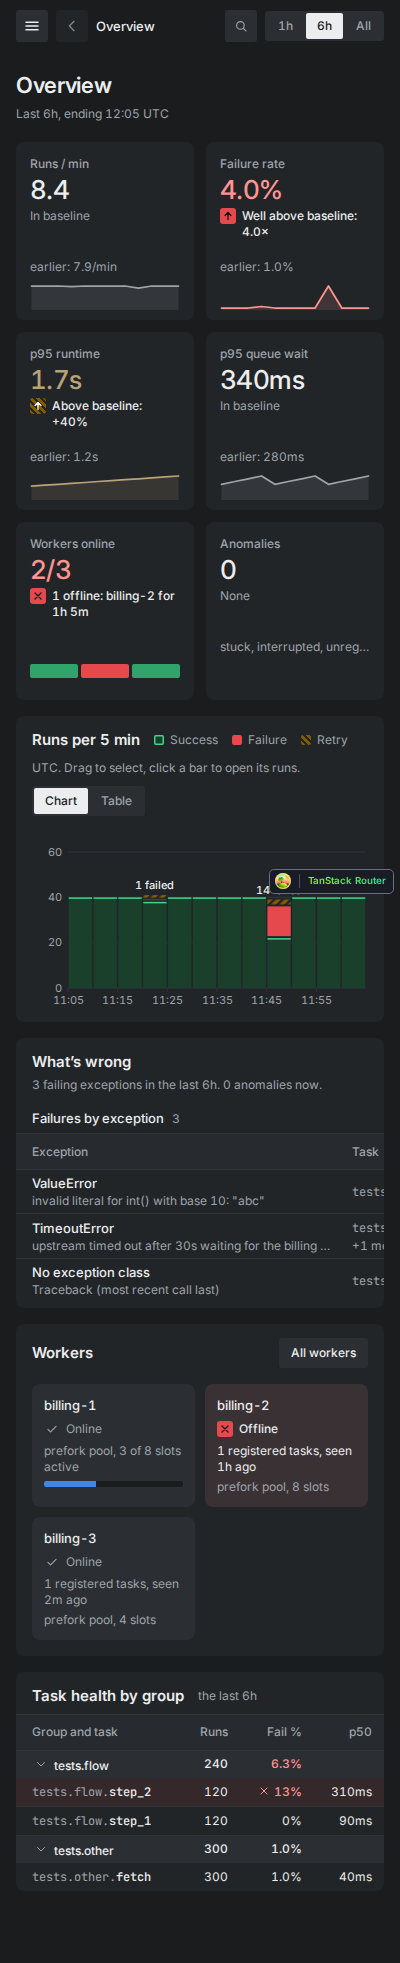 Overview
1h 6h All
Overview
Last 6h, ending 12:05 UTC
Runs / min
8.4
In baseline
earlier: 7.9/min
Failure rate
4.0%
Well above baseline:
4.0×
earlier: 1.0%
p95 runtime
1.7s
Above baseline:
+40%
earlier: 1.2s
p95 queue wait
340ms
In baseline
earlier: 280ms
Workers online
2/3
1 offline: billing-2 for
1h 5m
Anomalies
0
None
stuck, interrupted, unreg...
Runs per 5 min Success Failure Retry
UTC. Drag to select, click a bar to open its runs.
Chart Table
60
40
20
0
1 failed
14
TanStack Router
11:05 11:15 11:25 11:35 11:45 11:55
What's wrong
3 failing exceptions in the last 6h. 0 anomalies now.
Failures by exception 3
Exception Task
ValueError
invalid literal for int() with base 10: "abc"
tests
TimeoutError
upstream timed out after 30s waiting for the billing ...
tests
+1 mo
No exception class
Traceback (most recent call last)
tests
Workers
All workers
billing-1
Online
prefork pool, 3 of 8 slots
active
billing-2
Offline
1 registered tasks, seen
1h ago
prefork pool, 8 slots
billing-3
Online
1 registered tasks, seen
2m ago
prefork pool, 4 slots
Task health by group the last 6h
Group and task Runs Fail % p50
tests.flow 240 6.3%
tests.flow.step_2 120 × 13% 310ms
tests.flow.step_1 120 0% 90ms
tests.other 300 1.0%
tests.other.fetch 300 1.0% 40ms